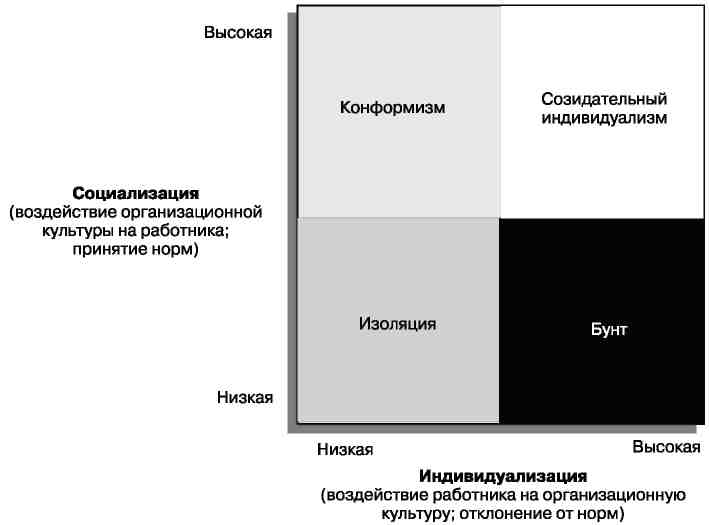 Высокая
Конформизм
Созидательный
индивидуализм
Социализация
(воздействие организационной
культуры на работника;
принятие норм)
Изоляция
Бунт
Низкая
Низкая
Высокая
Индивидуализация
(воздействие работника на организационную
культуру; отклонение от норм)